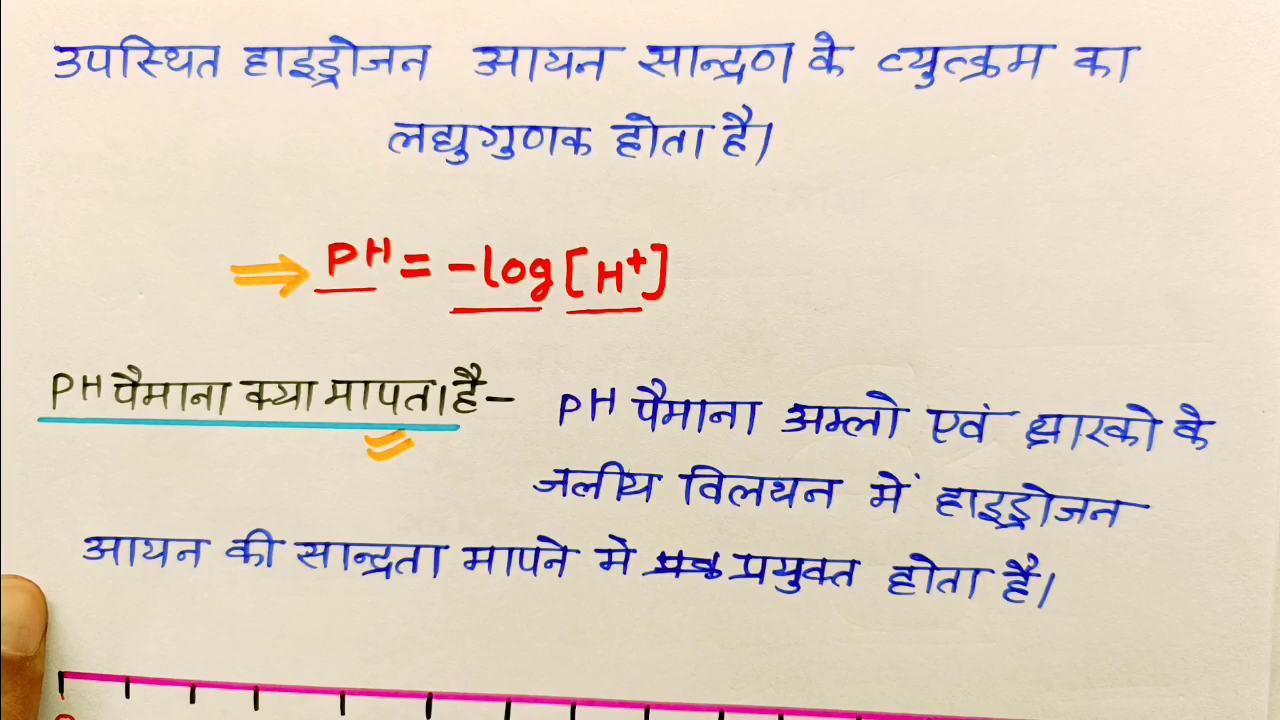 उपस्थित हाइड्रोजन आयन सान्द्रण के व्युत्क्रम का
लघुगुणक होता है।
PH = -log [H⁺]
PH पैमाना क्या मापता है-
PH पैमाना अम्लो एवं क्षारको के
जलीय विलयन में हाइड्रोजन
आयन की सान्द्रता मापने मे प्रयुक्त होता है।